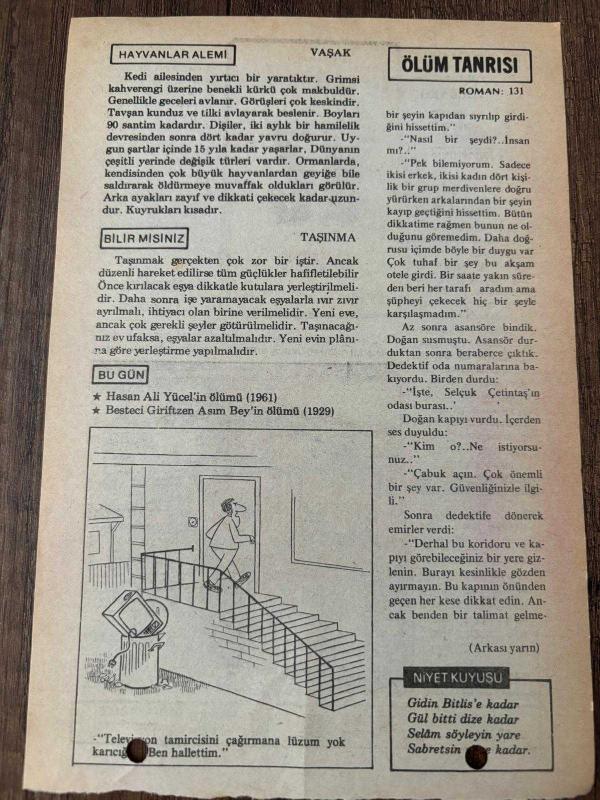 HAYVANLAR ALEMİ
VAŞAK
Kedi ailesinden yırtıcı bir yaratıktır. Grimsi
kahverengi üzerine benekli kürkü çok makbuldür.
Genellikle geceleri avlanır. Görüşleri çok keskindir.
Tavşan kunduz ve tilki avlayarak beslenir. Boyları
90 santim kadardır. Dişiler, iki aylık bir hamilelik
devresinden sonra dört kadar yavru doğurur. Uy-
gun şartlar içinde 15 yıla kadar yaşarlar, Dünyanın
çeşitli yerinde değişik türleri vardır. Ormanlarda,
kendisinden çok büyük hayvanlardan geyiğe bile
saldırarak öldürmeye muvaffak oldukları görülür.
Arka ayakları zayıf ve dikkati çekecek kadar uzun-
dur. Kuyrukları kısadır.
BİLİR MİSİNİZ
TAŞINMA
Taşınmak gerçekten çok zor bir iştir. Ancak
düzenli hareket edilirse tüm güçlükler hafifletilebilir
Önce kırılacak eşya dikkatle kutulara yerleştirilmeli-
dir. Daha sonra işe yaramayacak eşyalarla ıvır zıvır
ayrılmalı, ihtiyacı olan birine verilmelidir. Yeni eve,
ancak çok gerekli şeyler götürülmelidir. Taşınacağı-
nız ev ufaksa, eşyalar azaltılmalıdır. Yeni evin plânı-
na göre yerleştirme yapılmalıdır.
BU GÜN
★ Hasan Ali Yücel'in ölümü (1961)
★ Besteci Giriftzen Asım Bey'in ölümü (1929)
-"Televizyon tamircisini çağırmana lüzum yok
karıcığ Ben hallettim."
ÖLÜM TANRISI
ROMAN: 131
bir şeyin kapıdan sıyrılıp girdi-
ğini hissettim."
-"Nasıl bir şeydi?..İnsan
mı?.."
-"Pek bilemiyorum. Sadece
ikisi erkek, ikisi kadın dört kişi-
lik bir grup merdivenlere doğru
yürürken arkalarından bir şeyin
kayıp geçtiğini hissettim. Bütün
dikkatime rağmen bunun ne ol-
duğunu göremedim. Daha doğ-
rusu içimde böyle bir duygu var
Çok tuhaf bir şey bu akşam
otele girdi. Bir saate yakın süre-
den beri her tarafı aradım ama
şüpheyi çekecek hiç bir şeyle
karşılaşmadım."
Az sonra asansöre bindik.
Doğan susmuştu. Asansör dur-
duktan sonra beraberce çıktık.
Dedektif oda numaralarına ba-
kıyordu. Birden durdu:
-"İşte, Selçuk Çetintaş'ın
odası burası..'
Doğan kapıyı vurdu. İçerden
ses duyuldu:
-"Kim o?..Ne istiyorsu-
nuz.:"
-"Çabuk açın. Çok önemli
bir şey var. Güvenliğinizle ilgi-
li."
Sonra dedektife dönerek
emirler verdi:
-"Derhal bu koridoru ve ka-
pıyı görebileceğiniz bir yere giz-
lenin. Burayı kesinlikle gözden
ayırmayın. Bu kapının önünden
geçen her kese dikkat edin. An-
cak benden bir talimat gelme-
(Arkası yarın)
NİYET KUYUSU
Gidin Bitlis'e kadar
Gül bitti dize kadar
Selâm söyleyin yare
Sabretsin kadar.